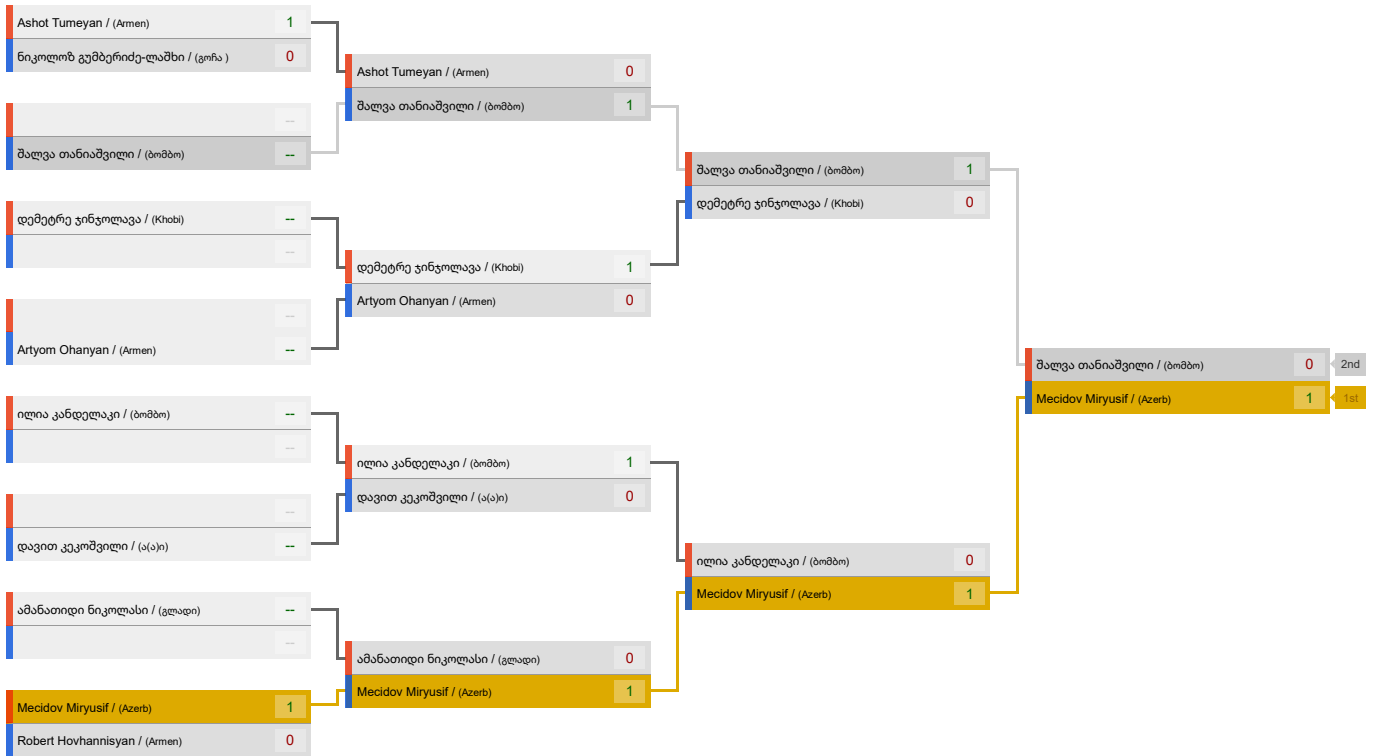 Ashot Tumeyan / (Armen) 1
ნიკოლოზ გუმბერიძე-ლაშხი / (გოჩა ) 0
--
შალვა თანიაშვილი / (ბომბო) --
დემეტრე ჯინჯოლავა / (Khobi) --
--
--
Artyom Ohanyan / (Armen) --
ილია კანდელაკი / (ბომბო) --
--
--
დავით კეკოშვილი / (ა(ა)ი) --
ამანათიდი ნიკოლასი / (გლადი) --
--
Mecidov Miryusif / (Azerb) 1
Robert Hovhannisyan / (Armen) 0
Ashot Tumeyan / (Armen) 0
შალვა თანიაშვილი / (ბომბო) 1
დემეტრე ჯინჯოლავა / (Khobi) 1
Artyom Ohanyan / (Armen) 0
ილია კანდელაკი / (ბომბო) 1
დავით კეკოშვილი / (ა(ა)ი) 0
ამანათიდი ნიკოლასი / (გლადი) 0
Mecidov Miryusif / (Azerb) 1
შალვა თანიაშვილი / (ბომბო) 1
დემეტრე ჯინჯოლავა / (Khobi) 0
ილია კანდელაკი / (ბომბო) 0
Mecidov Miryusif / (Azerb) 1
შალვა თანიაშვილი / (ბომბო) 0 2nd
Mecidov Miryusif / (Azerb) 1 1st